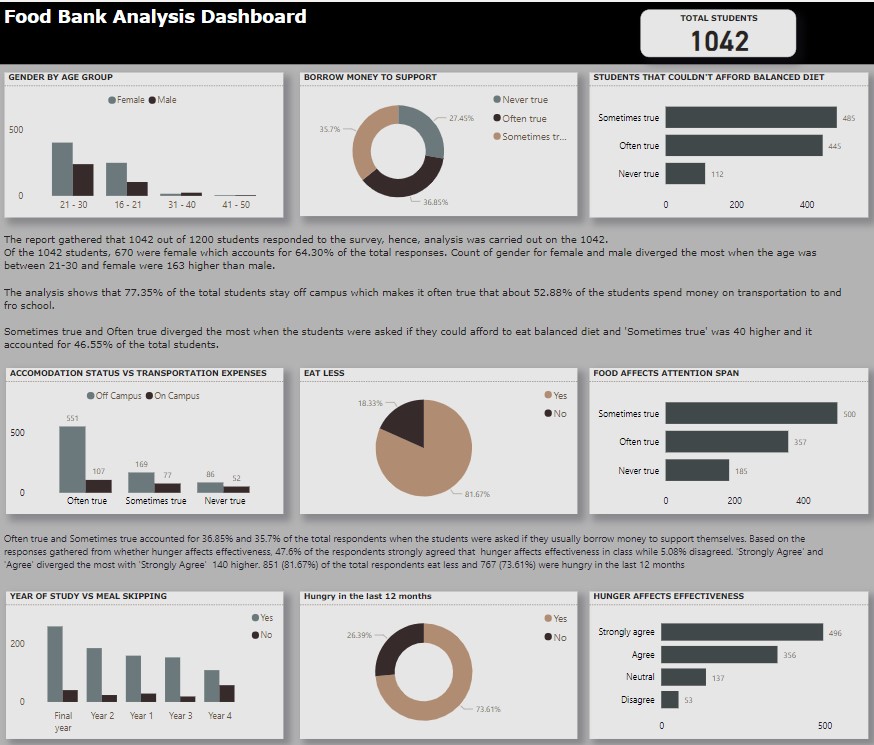 Food Bank Analysis Dashboard
TOTAL STUDENTS
1042
GENDER BY AGE GROUP
Female Male
500
0
21 - 30 16 - 21 31 - 40 41 - 50
BORROW MONEY TO SUPPORT
Never true
Often true
Sometimes tr...
35.7%
27.45%
36.85%
STUDENTS THAT COULDN'T AFFORD BALANCED DIET
Sometimes true 485
Often true 445
Never true 112
0 200 400
The report gathered that 1042 out of 1200 students responded to the survey, hence, analysis was carried out on the 1042.
Of the 1042 students, 670 were female which accounts for 64.30% of the total responses. Count of gender for female and male diverged the most when the age was
between 21-30 and female were 163 higher than male.
The analysis shows that 77.35% of the total students stay off campus which makes it often true that about 52.88% of the students spend money on transportation to and
fro school.
Sometimes true and Often true diverged the most when the students were asked if they could afford to eat balanced diet and 'Sometimes true' was 40 higher and it
accounted for 46.55% of the total students.
ACCOMODATION STATUS VS TRANSPORTATION EXPENSES
Off Campus On Campus
500
0
551 107 169 77 86 52
Often true Sometimes true Never true
EAT LESS
Yes
No
18.33%
81.67%
FOOD AFFECTS ATTENTION SPAN
Sometimes true 500
Often true 357
Never true 185
0 200 400
Often true and Sometimes true accounted for 36.85% and 35.7% of the total respondents when the students were asked if they usually borrow money to support themselves. Based on the
responses gathered from whether hunger affects effectiveness, 47.6% of the respondents strongly agreed that hunger affects effectiveness in class while 5.08% disagreed. 'Strongly Agree' and
'Agree' diverged the most with 'Strongly Agree' 140 higher. 851 (81.67%) of the total respondents eat less and 767 (73.61%) were hungry in the last 12 months
YEAR OF STUDY VS MEAL SKIPPING
Yes
No
200
0
Final year Year 2 Year 1 Year 3 Year 4
Hungry in the last 12 months
Yes
No
26.39%
73.61%
HUNGER AFFECTS EFFECTIVENESS
Strongly agree 496
Agree 356
Neutral 137
Disagree 53
0 500